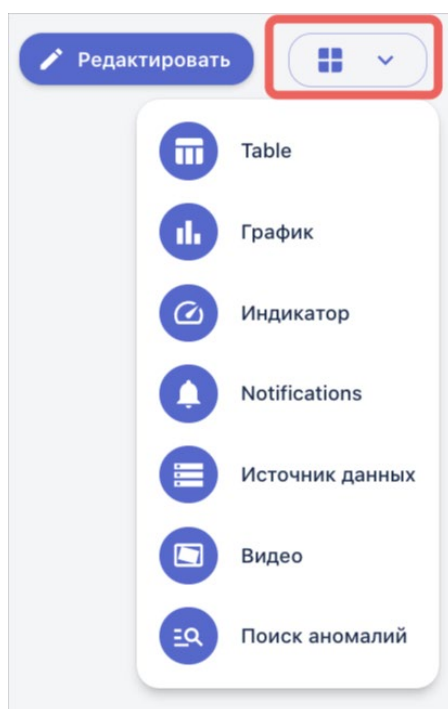 Редактировать
Table
График
Индикатор
Notifications
Источник данных
Видео
Поиск аномалий